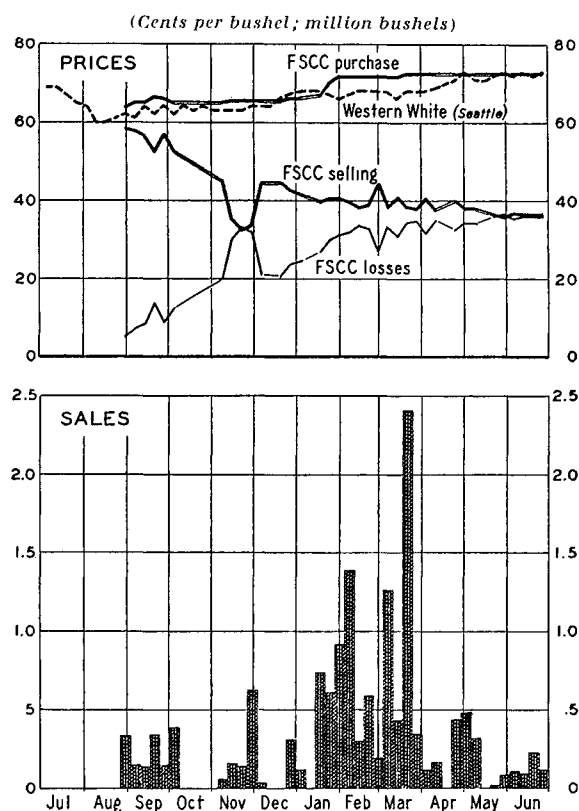 (Cents per bushel; million bushels)
80 80
PRICES
FSCC purchase
60 60
Western White (Seattle)
FSCC selling
40 40
20 20
FSCC losses
0 0
2.5 2.5
SALES
2.0 2.0
1.5 1.5
1.0 1.0
.5 .5
0 0
Jul Aug Sep Oct Nov Dec Jan Feb Mar Apr May Jun